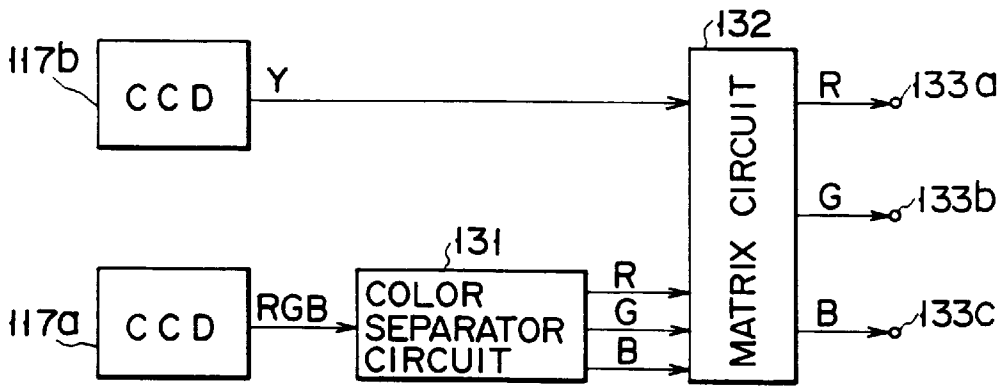 132
117b
CCD
Y
R
133a
MATRIX CIRCUIT
G
133b
131
117a
CCD
RGB
COLOR
SEPARATOR
CIRCUIT
R
G
B
B
133c